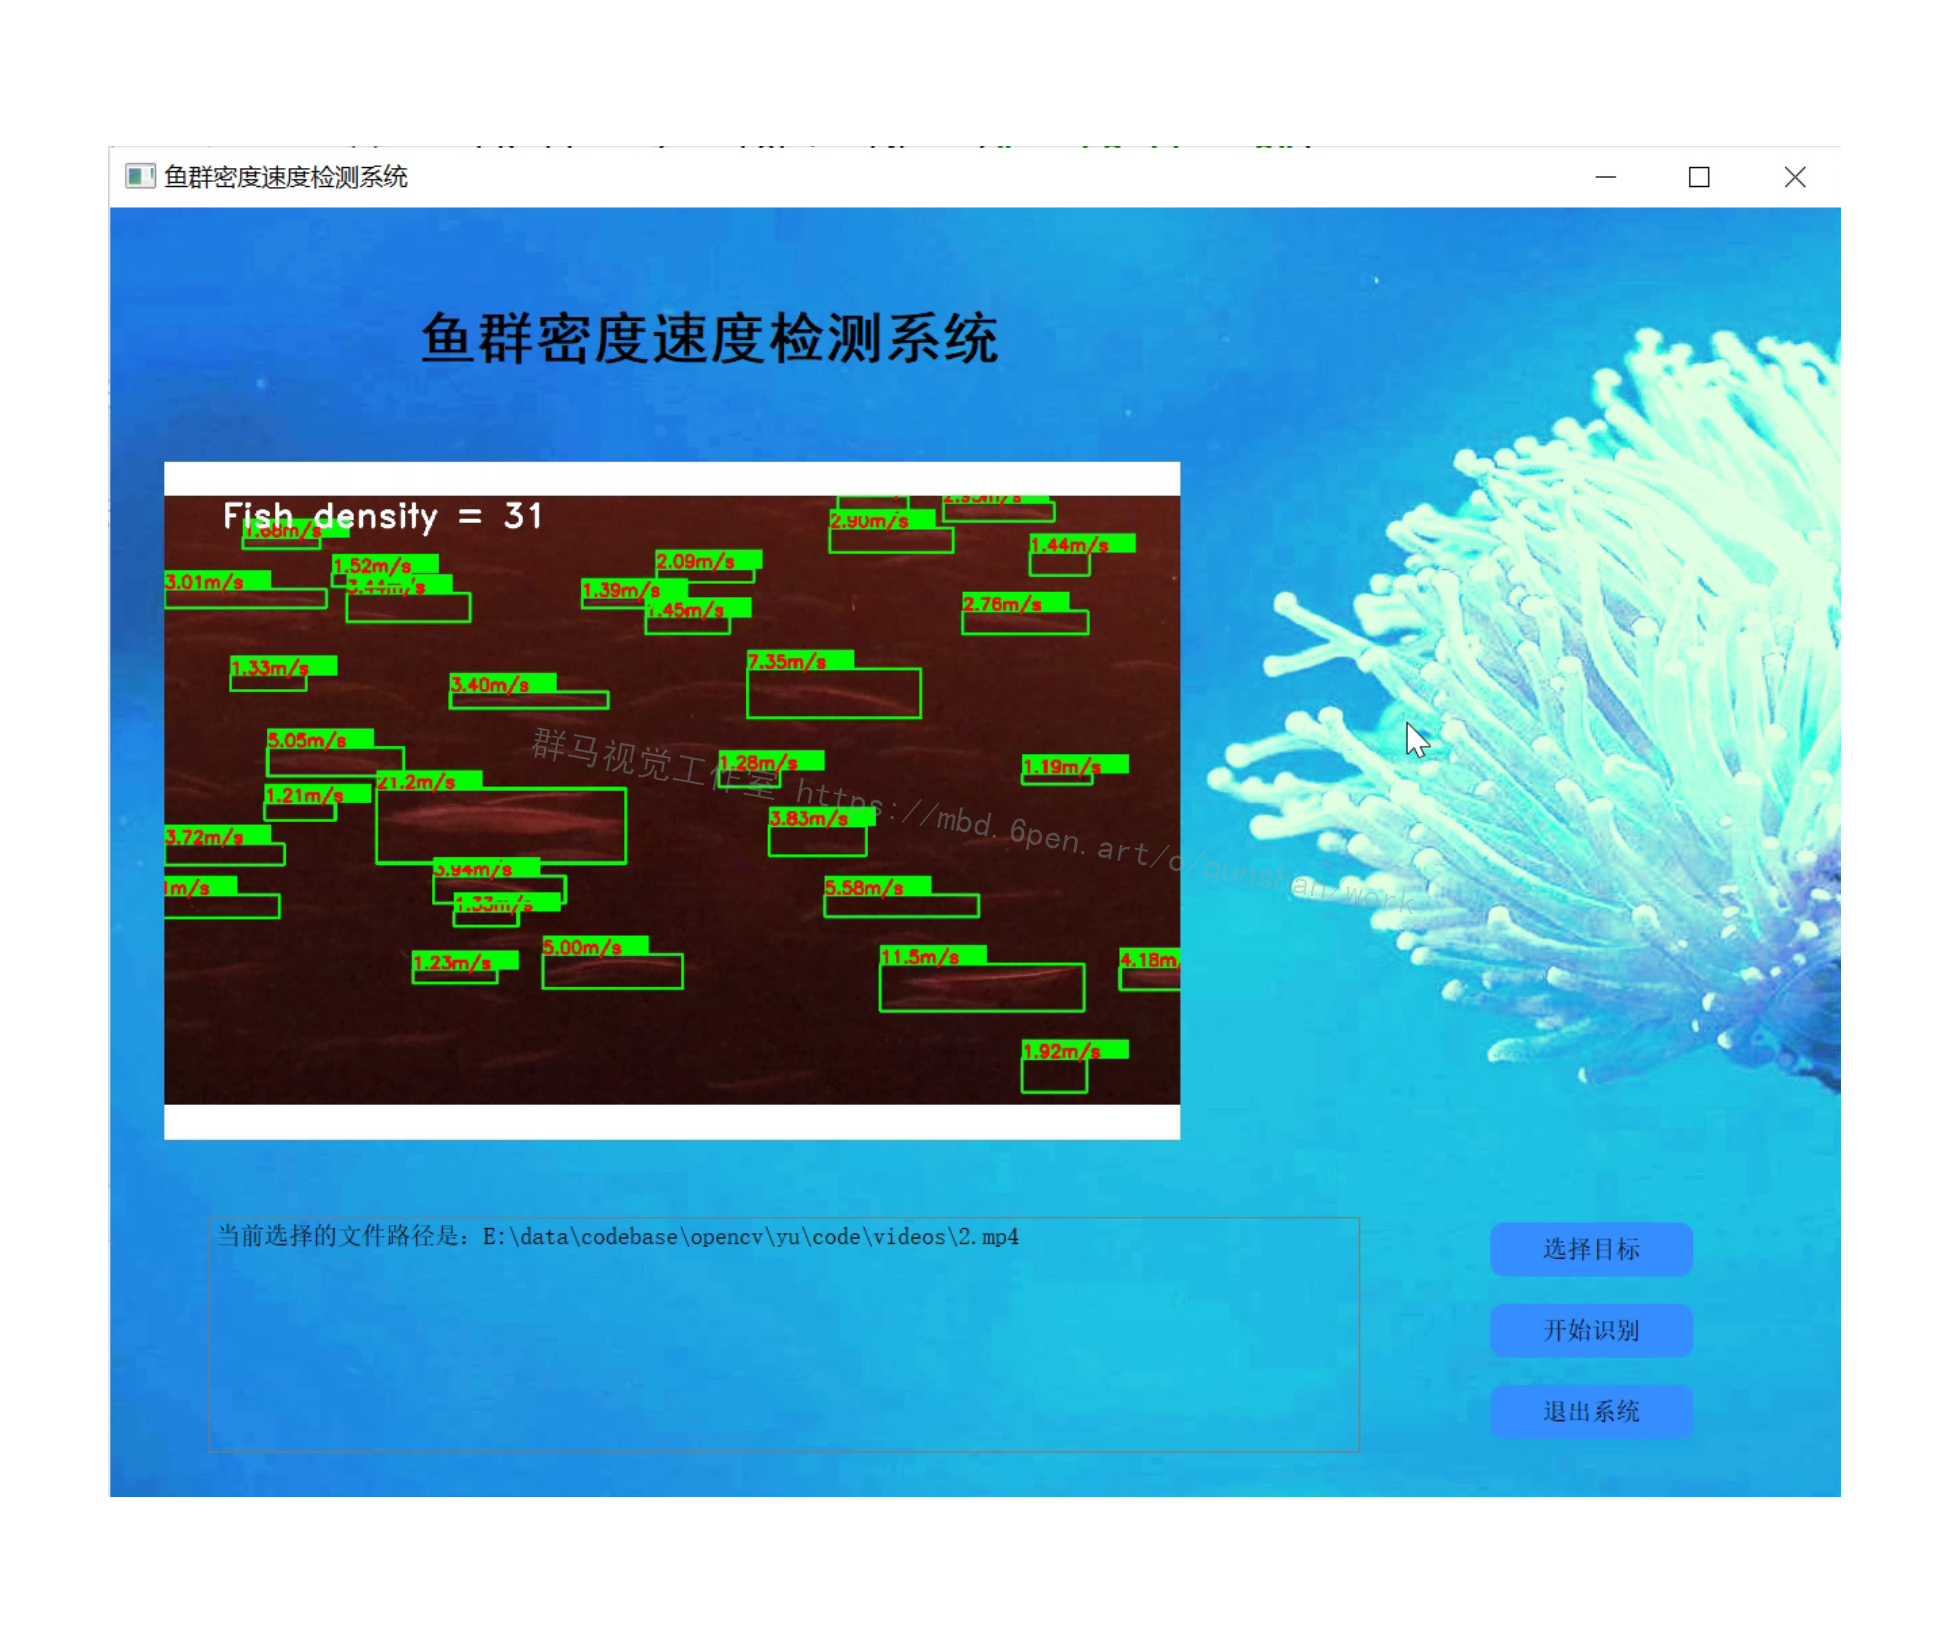 鱼群密度速度检测系统
鱼群密度速度检测系统
Fish density = 31
2.90m/s
1.68m/s
1.44m/s
1.52m/s
2.09m/s
3.01m/s
3.44m/s
1.39m/s
1.45m/s
2.76m/s
1.33m/s
7.35m/s
3.40m/s
5.05m/s
1.28m/s
1.19m/s
21.2m/s
1.21m/s
3.83m/s
3.72m/s
3.94m/s
m/s
5.58m/s
1.33m/s
5.00m/s
11.5m/s
1.23m/s
4.18m/
1.92m/s
群马视觉工作室 https://mbd.6pen.art/o/qunshan/work
当前选择的文件路径是：E:\data\codebase\opencv\yu\code\videos\2.mp4
选择目标
开始识别
退出系统